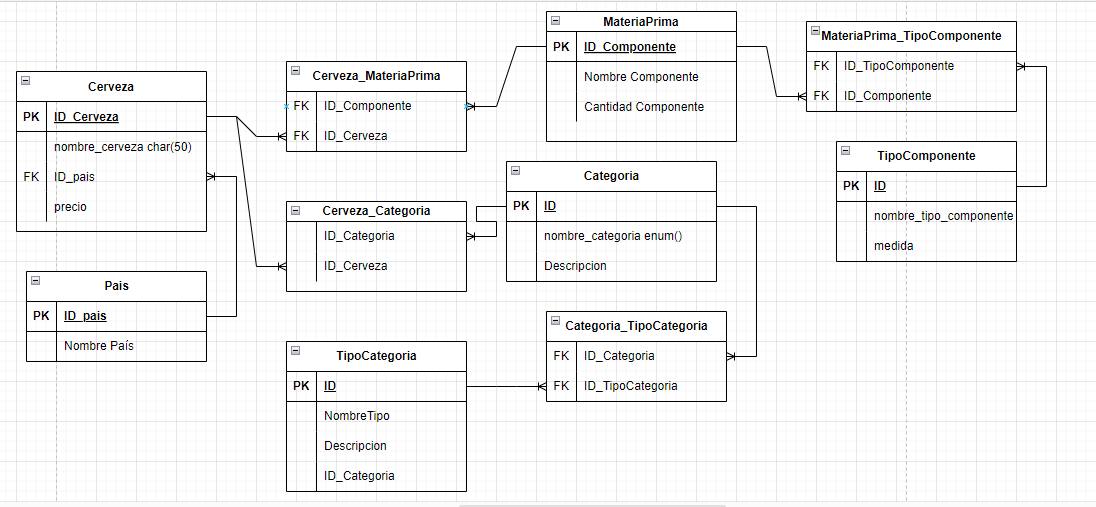 Cerveza
PK ID_Cerveza
nombre_cerveza char(50)
FK ID_pais
precio
Pais
PK ID_pais
Nombre País
Cerveza_MateriaPrima
FK ID_Componente
FK ID_Cerveza
Cerveza_Categoria
ID_Categoria
ID_Cerveza
TipoCategoria
PK ID
NombreTipo
Descripcion
ID_Categoria
MateriaPrima
PK ID_Componente
Nombre Componente
Cantidad Componente
Categoria
PK ID
nombre_categoria enum()
Descripcion
Categoria_TipoCategoria
FK ID_Categoria
FK ID_TipoCategoria
MateriaPrima_TipoComponente
FK ID_TipoComponente
FK ID_Componente
TipoComponente
PK ID
nombre_tipo_componente
medida